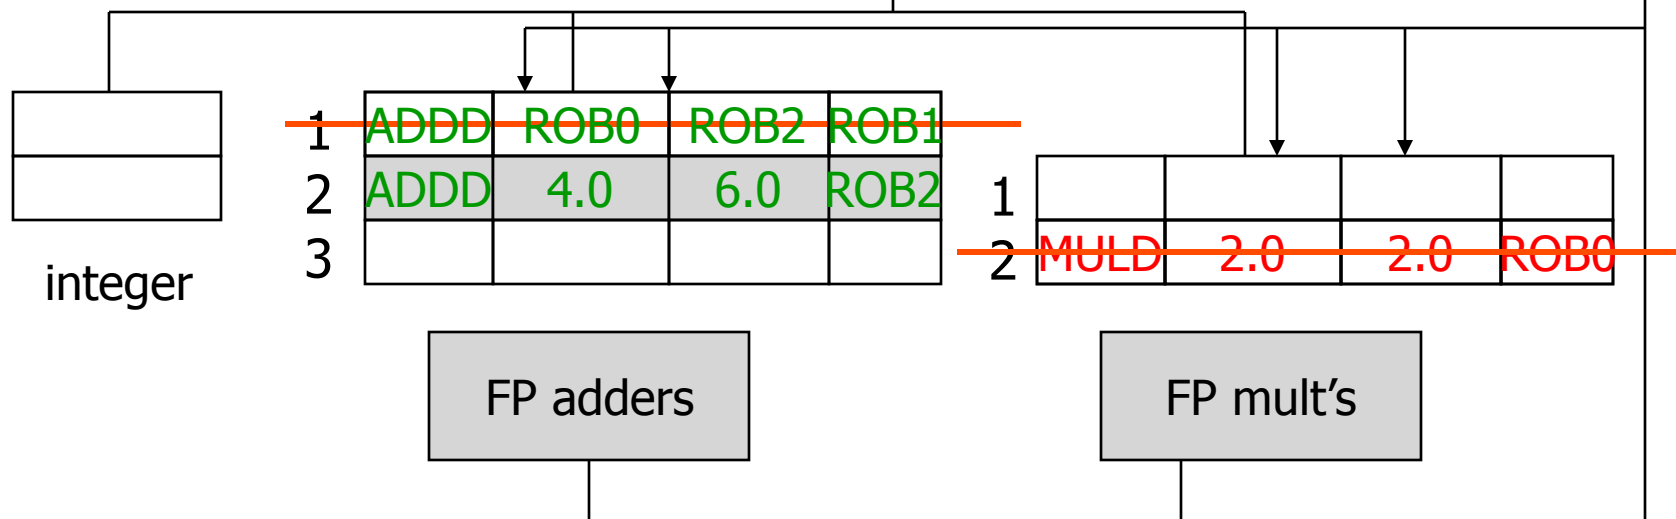 1 ADDD ROB0 ROB2 ROB1
2 ADDD 4.0 6.0 ROB2
3
1
2 MULD 2.0 2.0 ROB0
integer
FP adders
FP mult’s